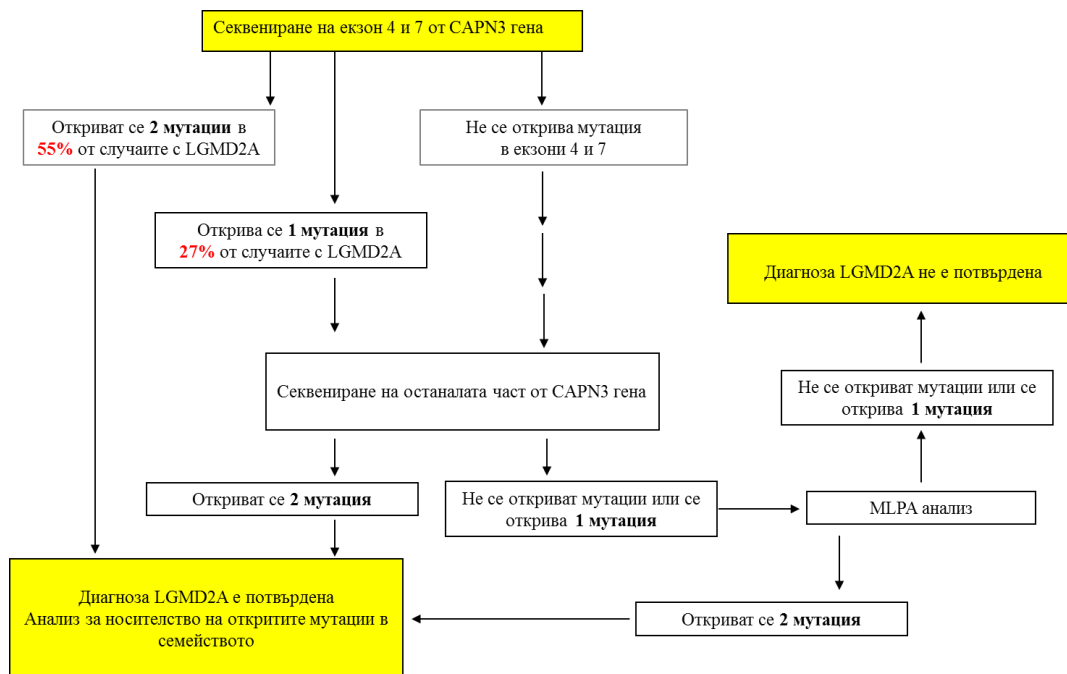 Секвениране на екзон 4 и 7 от CAPN3 гена
Откриват се 2 мутации в
55% от случаите с LGMD2A
Не се открива мутация
в екзони 4 и 7
Открива се 1 мутация в
27% от случаите с LGMD2A
Диагноза LGMD2A не е потвърдена
Секвениране на останалата част от CAPN3 гена
Не се откриват мутации или се
открива 1 мутация
Откриват се 2 мутация
Не се откриват мутации или се
открива 1 мутация
MLPA анализ
Диагноза LGMD2A е потвърдена
Анализ за носителство на откритите мутации в
семейството
Откриват се 2 мутация